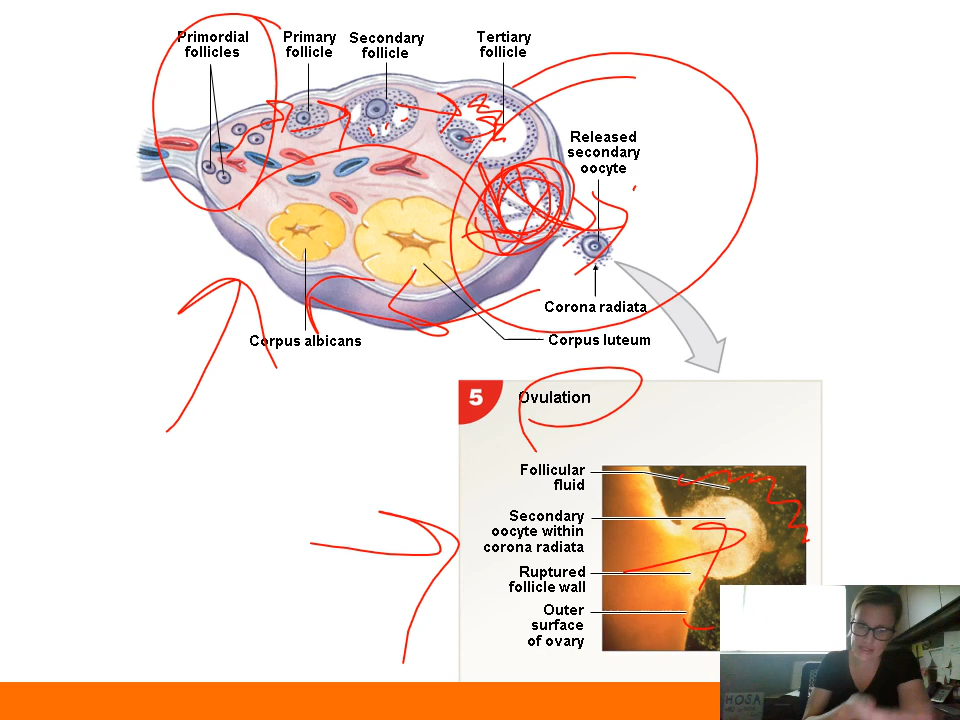 Primordial
follicles
Primary
follicle
Secondary
follicle
Tertiary
follicle
Released
secondary
oocyte
Corona radiata
Corpus albicans
Corpus luteum
5
Ovulation
Follicular
fluid
Secondary
oocyte within
corona radiata
Ruptured
follicle wall
Outer
surface
of ovary
HOSA